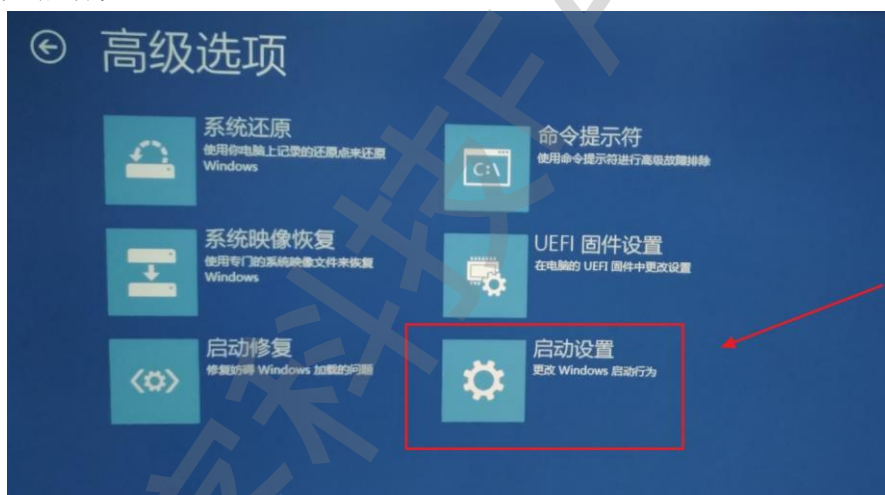 高级选项
系统还原
使用你电脑上记录的还原点来还原
Windows
命令提示符
使用命令提示符进行高级故障排除
C:\
系统映像恢复
使用专门的系统映像文件来恢复
Windows
UEFI 固件设置
在电脑的 UEFI 固件中更改设置
启动修复
修复妨碍 Windows 加载的问题
启动设置
更改 Windows 启动行为